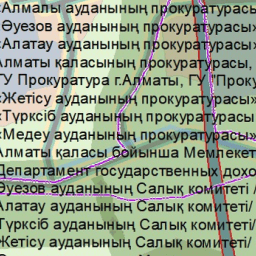 «Алмалы ауданының прокуратурасы»
Әуезов ауданының прокуратурасы»
«Алатау ауданының прокуратурасы»
Алматы қаласының прокуратурасы,
ГУ Прокуратура г.Алматы, ГУ "Проку
«Жетісу ауданының прокуратурасы»
«Түрксіб ауданының прокуратурасы
«Медеу ауданының прокуратурасы»
Алматы қаласы бойынша Мемлекет
Департамент государственных дохо
Әуезов ауданының Салық комитеті /
Алатау ауданының Салық комитеті/
Түрксіб ауданының Салық комитеті/
Жетісу ауданының Салық комитеті/